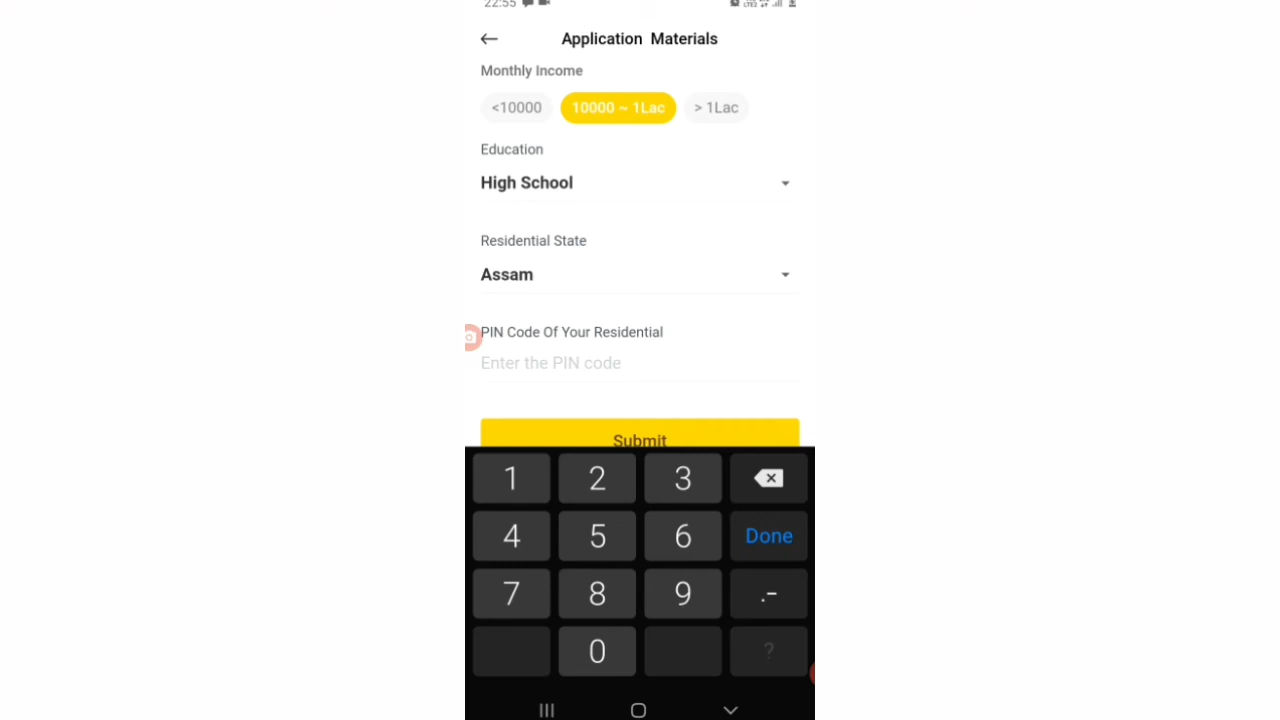 22:55
Application Materials
Monthly Income
<10000 10000 ~ 1Lac > 1Lac
Education
High School
Residential State
Assam
PIN Code Of Your Residential
Enter the PIN code
Submit
1 2 3
4 5 6 Done
7 8 9 .-
0 ?